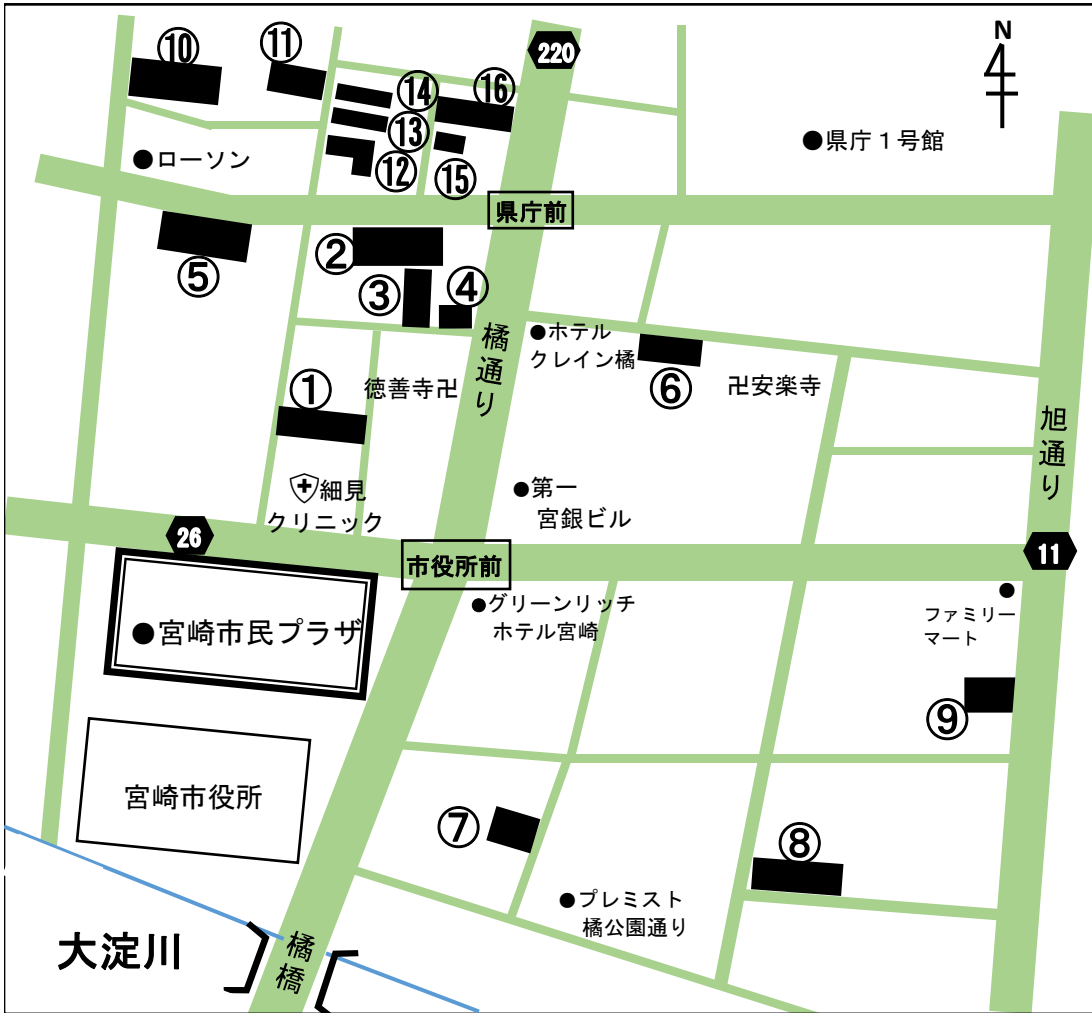 N
⑩
⑪
220
⑭
⑯
⑬
⑫
⑮
●ローソン
●県庁1号館
県庁前
⑤
②
③
④
橘通り
●ホテル
クレイン橘
⑥
卍安楽寺
①
徳善寺卍
旭通り
細見
クリニック
●第一
宮銀ビル
26
市役所前
11
●宮崎市民プラザ
●グリーンリッチ
ホテル宮崎
●
ファミリー
マート
⑨
宮崎市役所
⑦
⑧
●プレミスト
橘公園通り
大淀川
橘橋